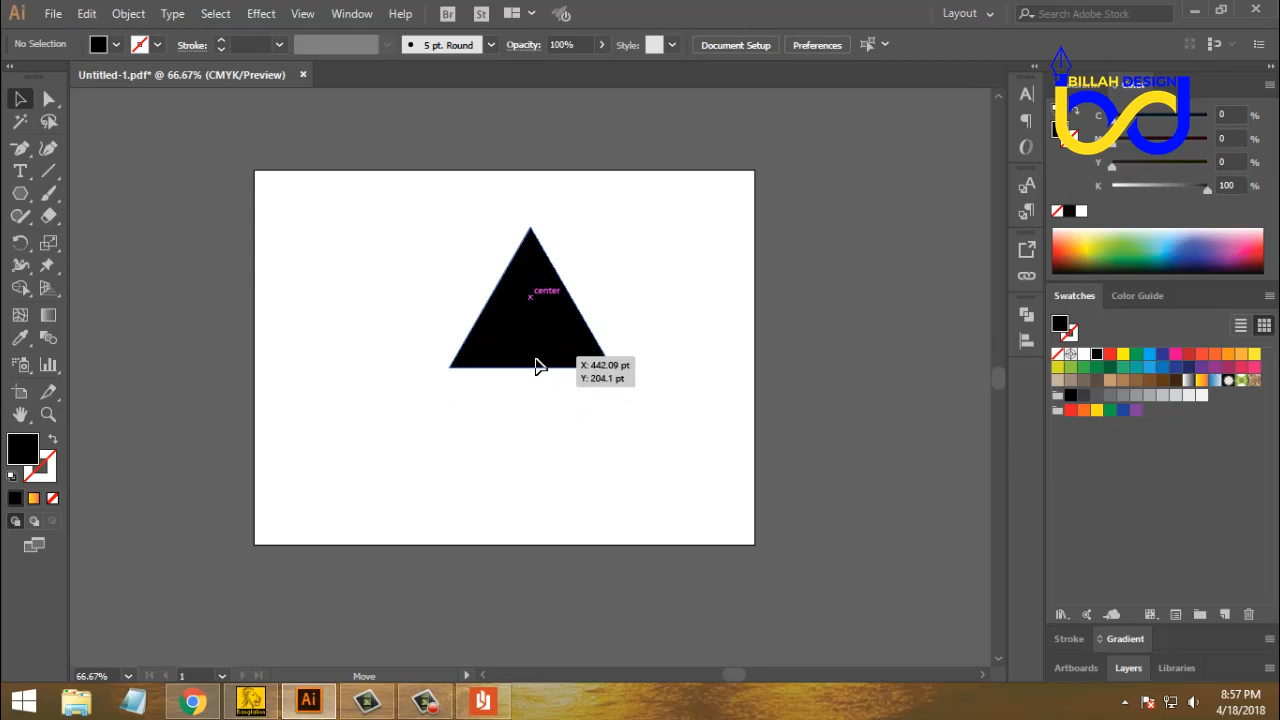 Ai File Edit Object Type Select Effect View Window Help Br St Layout Search Adobe Stock
No Selection Stroke: 5 pt. Round Opacity: 100% Style: Document Setup Preferences
Untitled-1.pdf* @ 66.67% (CMYK/Preview)
BILLAH DESIGN
Color
C 0 %
M 0 %
Y 0 %
K 100 %
center
X: 442.09 pt
Y: 204.1 pt
Swatches Color Guide
Stroke Gradient
Artboards Layers Libraries
66.67% 1 Move
Banglalion
Ai
8:57 PM
4/18/2018